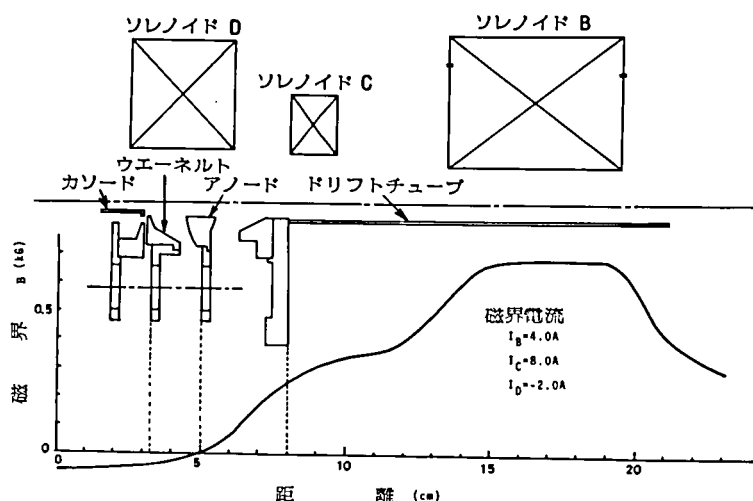 ソレノイド D
ソレノイド B
ソレノイド C
ウエーネルト
カソード
アノード
ドリフトチューブ
磁界 B (kG)
0.5
0
磁界電流
I_B=4.0A
I_C=8.0A
I_D=-2.0A
0 5 10 15 20
距離 (cm)